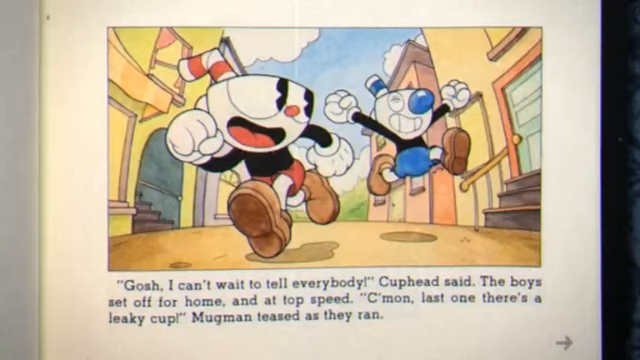 "Gosh, I can't wait to tell everybody!" Cuphead said. The boys
set off for home, and at top speed. "C'mon, last one there's a
leaky cup!" Mugman teased as they ran.